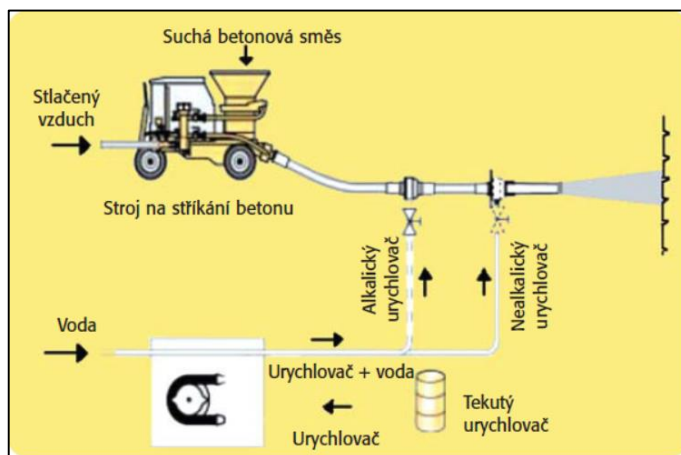 Suchá betonová směs
Stlačený
vzduch
Stroj na stříkání betonu
Alkalický
urychlovač
Nealkalický
urychlovač
Voda
Urychlovač + voda
Urychlovač
Tekutý
urychlovač